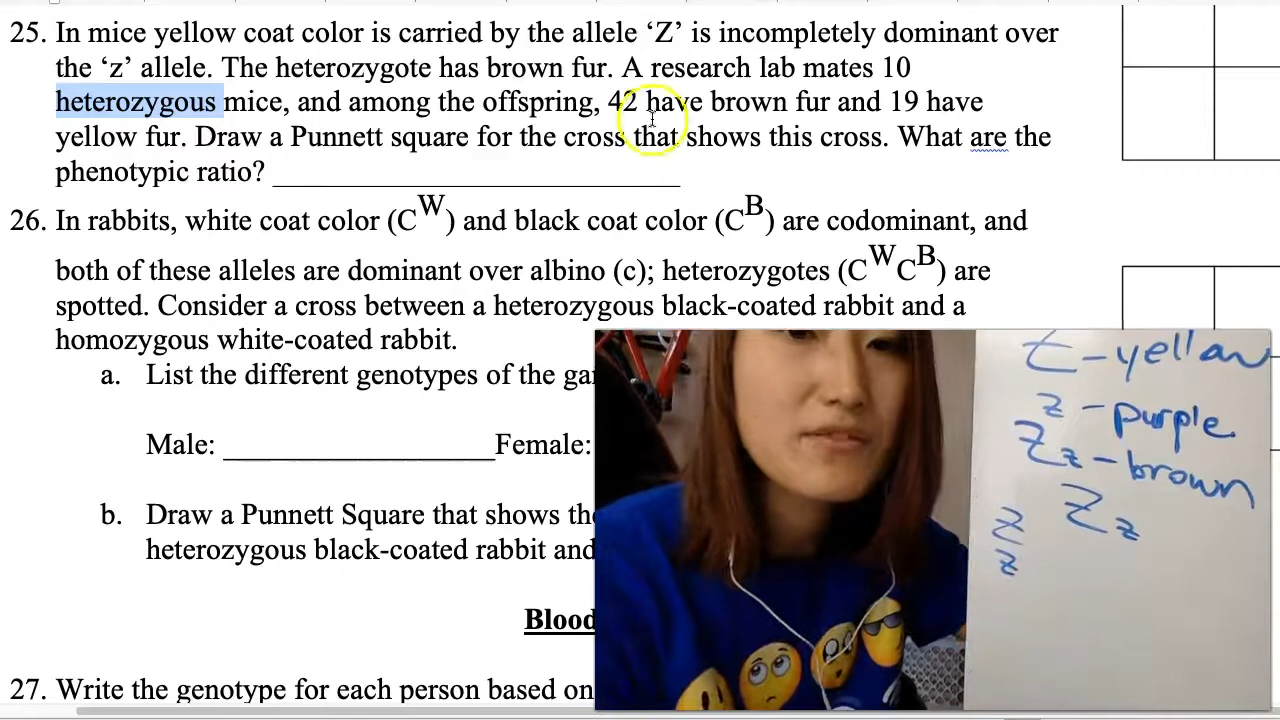 25. In mice yellow coat color is carried by the allele ‘Z’ is incompletely dominant over
the ‘z’ allele. The heterozygote has brown fur. A research lab mates 10
heterozygous mice, and among the offspring, 42 have brown fur and 19 have
yellow fur. Draw a Punnett square for the cross that shows this cross. What are the
phenotypic ratio? ____________________________
26. In rabbits, white coat color (C^W) and black coat color (C^B) are codominant, and
both of these alleles are dominant over albino (c); heterozygotes (C^WC^B) are
spotted. Consider a cross between a heterozygous black-coated rabbit and a
homozygous white-coated rabbit.
a. List the different genotypes of the
Male: ___________________Female:
b. Draw a Punnett Square that shows
heterozygous black-coated rabbit and
Blood
27. Write the genotype for each person based on
Z - yellow
z - purple
Zz - brown
Z z
Z
z